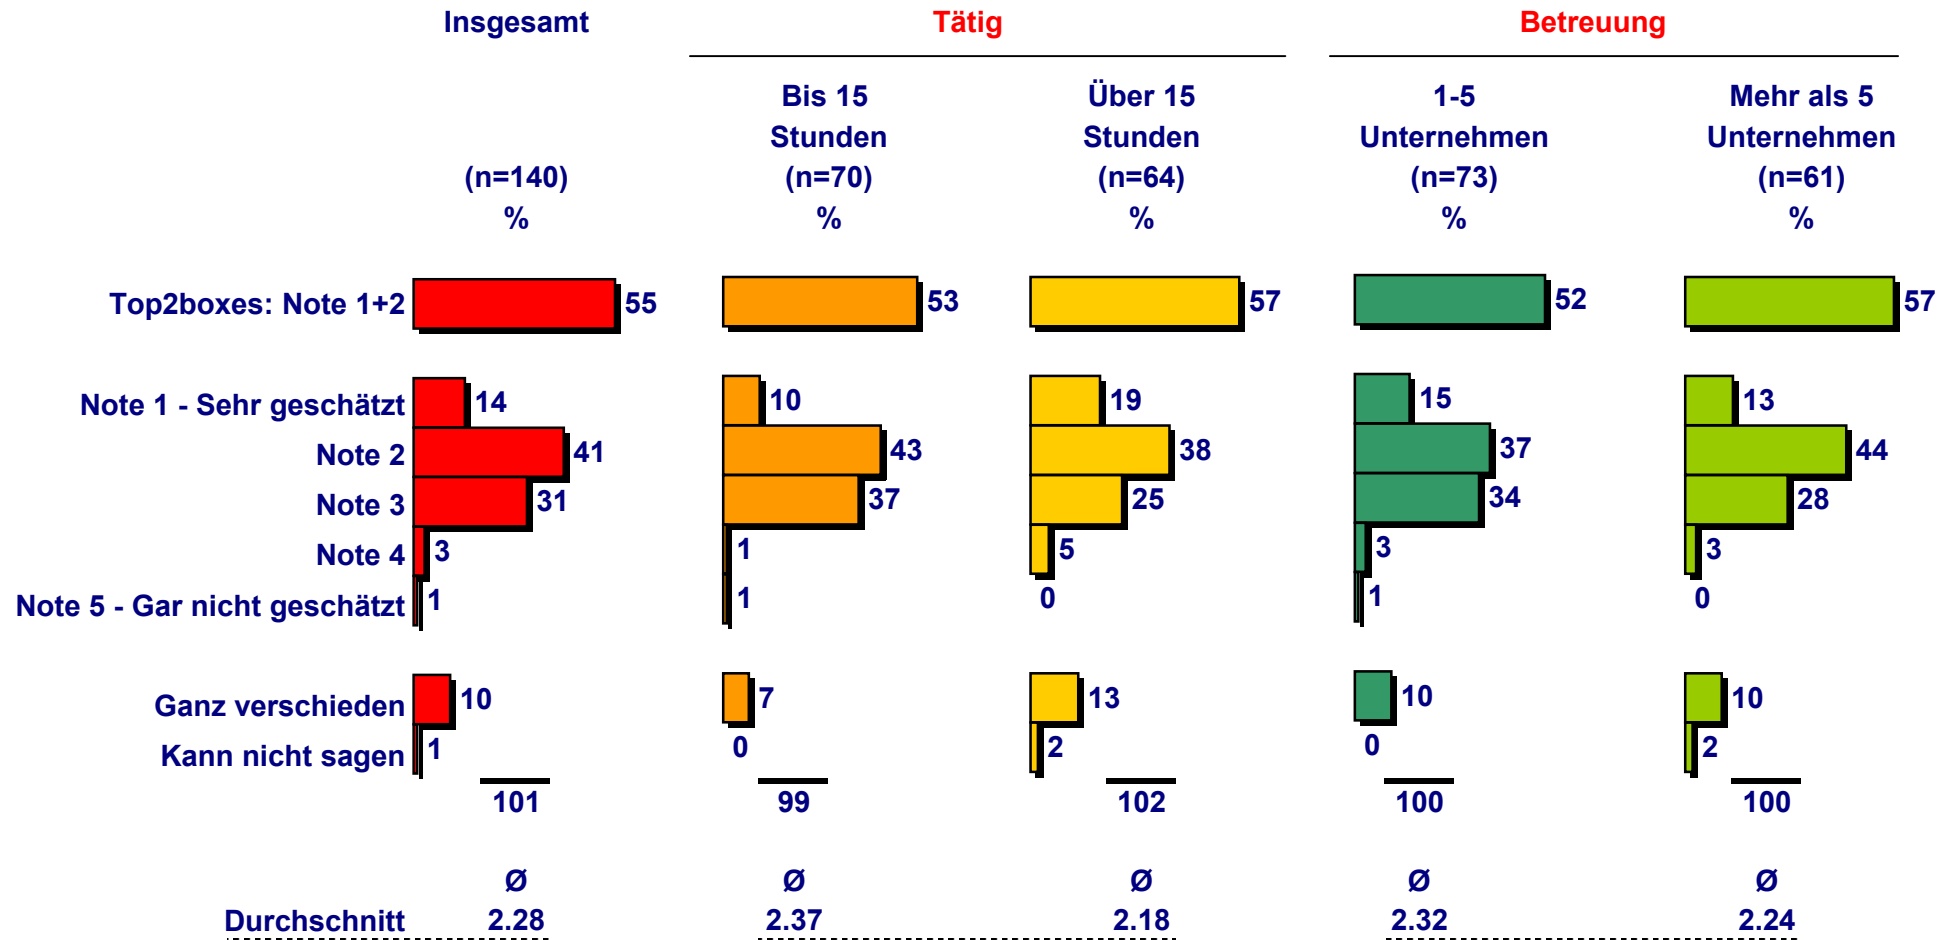 Insgesamt Tätig Betreuung
Bis 15 Über 15 1-5 Mehr als 5
Stunden Stunden Unternehmen Unternehmen
(n=140) (n=70) (n=64) (n=73) (n=61)
% % % % %
Top2boxes: Note 1+2 55 53 57 52 57
Note 1 - Sehr geschätzt 14 10 19 15 13
Note 2 41 43 38 37 44
Note 3 31 37 25 34 28
Note 4 3 1 5 3 3
Note 5 - Gar nicht geschätzt 1 1 0 1 0
Ganz verschieden 10 7 13 10 10
Kann nicht sagen 1 0 2 0 2
101 99 102 100 100
Ø Ø Ø Ø Ø
Durchschnitt 2.28 2.37 2.18 2.32 2.24